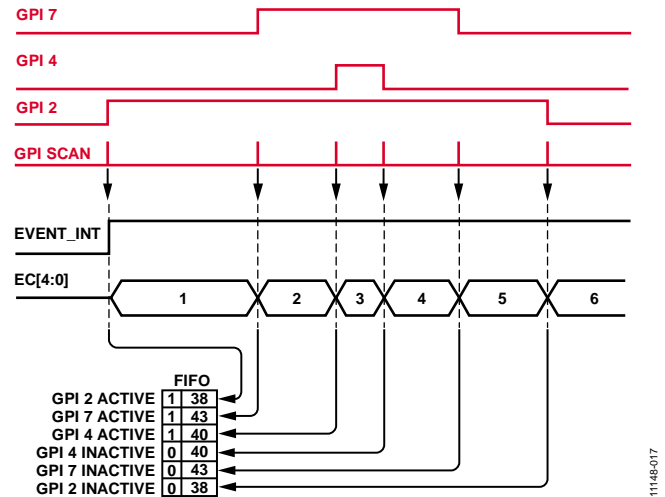 GPI 7
GPI 4
GPI 2
GPI SCAN
EVENT_INT
EC[4:0]
1 2 3 4 5 6
FIFO
GPI 2 ACTIVE 1 38
GPI 7 ACTIVE 1 43
GPI 4 ACTIVE 1 40
GPI 4 INACTIVE 0 40
GPI 7 INACTIVE 0 43
GPI 2 INACTIVE 0 38
11148-017